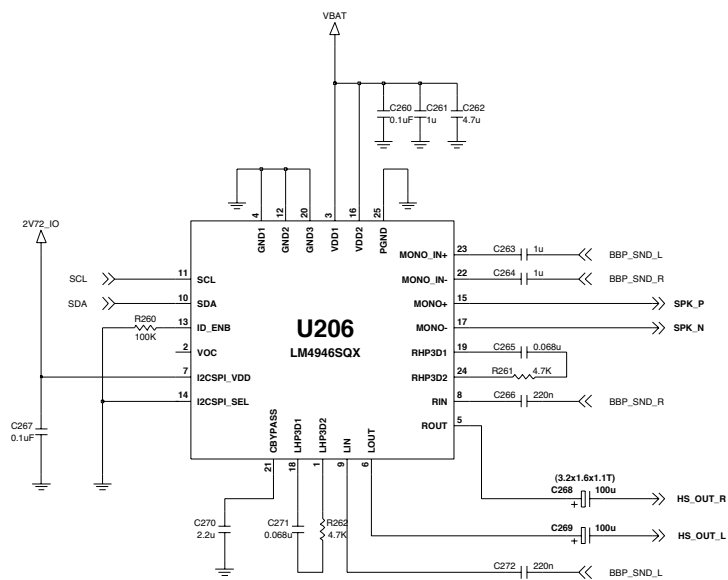 VBAT
C260
0.1uF
C261
1u
C262
4.7u
4
12
20
3
16
25
GND1
GND2
GND3
VDD1
VDD2
PGND
2V72_IO
SCL
11
SCL
SDA
10
SDA
R260
100K
13
ID_ENB
2
VOC
7
I2CSPI_VDD
14
I2CSPI_SEL
C267
0.1uF
U206
LM4946SQX
MONO_IN+
23
C263
1u
BBP_SND_L
MONO_IN-
22
C264
1u
BBP_SND_R
MONO+
15
SPK_P
MONO-
17
SPK_N
RHP3D1
19
C265
0.068u
RHP3D2
24
R261
4.7K
RIN
8
C266
220n
BBP_SND_R
ROUT
5
CBYPASS
LHP3D1
LHP3D2
LIN
LOUT
21
18
1
9
6
(3.2x1.6x1.1T)
C268
100u
+
HS_OUT_R
C269
100u
+
HS_OUT_L
C270
2.2u
C271
0.068u
R262
4.7K
C272
220n
BBP_SND_L